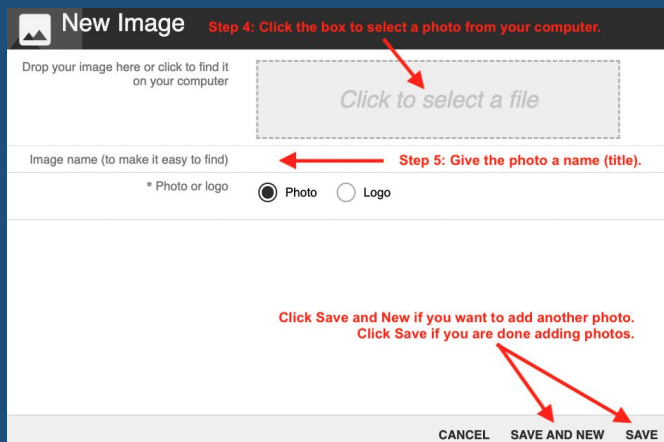 New Image
Step 4: Click the box to select a photo from your computer.
Drop your image here or click to find it
on your computer
Click to select a file
Image name (to make it easy to find)
Step 5: Give the photo a name (title).
* Photo or logo
Photo
Logo
Click Save and New if you want to add another photo.
Click Save if you are done adding photos.
CANCEL
SAVE AND NEW
SAVE